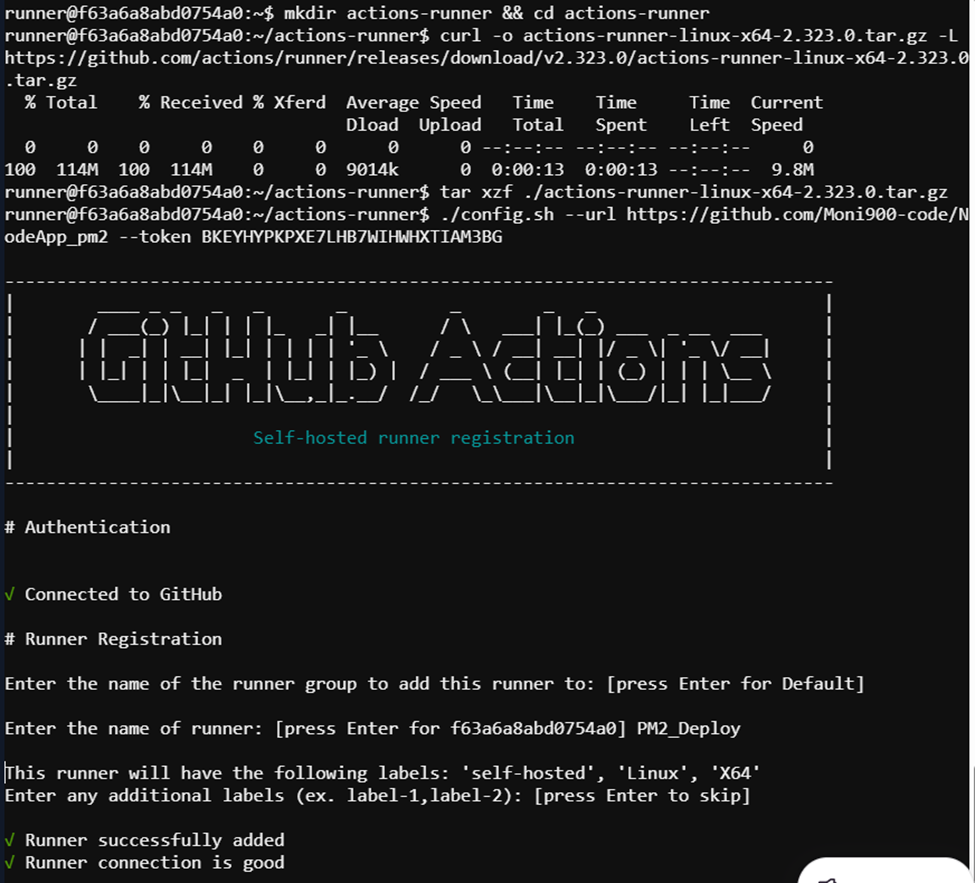 runner@f63a6a8abd0754a0:~$ mkdir actions-runner && cd actions-runner
runner@f63a6a8abd0754a0:~/actions-runner$ curl -o actions-runner-linux-x64-2.323.0.tar.gz -L
https://github.com/actions/runner/releases/download/v2.323.0/actions-runner-linux-x64-2.323.0
.tar.gz
% Total % Received % Xferd Average Speed Time Time Time Current
Dload Upload Total Spent Left Speed
0 0 0 0 0 0 0 0 --:--:-- --:--:-- --:--:-- 0
100 114M 100 114M 0 0 9014k 0 0:00:13 0:00:13 --:--:-- 9.8M
runner@f63a6a8abd0754a0:~/actions-runner$ tar xzf ./actions-runner-linux-x64-2.323.0.tar.gz
runner@f63a6a8abd0754a0:~/actions-runner$ ./config.sh --url https://github.com/Moni900-code/N
odeApp_pm2 --token BKEYHYPKPXE7LHB7WIHWHXTIAM3BG
GitHub Actions
Self-hosted runner registration
# Authentication
√ Connected to GitHub
# Runner Registration
Enter the name of the runner group to add this runner to: [press Enter for Default]
Enter the name of runner: [press Enter for f63a6a8abd0754a0] PM2_Deploy
This runner will have the following labels: 'self-hosted', 'Linux', 'X64'
Enter any additional labels (ex. label-1,label-2): [press Enter to skip]
√ Runner successfully added
√ Runner connection is good